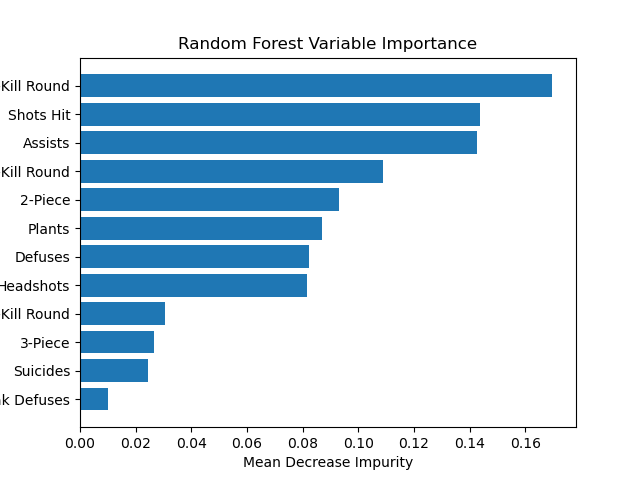 Random Forest Variable Importance
Kill Round
Shots Hit
Assists
Kill Round
2-Piece
Plants
Defuses
Headshots
Kill Round
3-Piece
Suicides
k Defuses
0.00 0.02 0.04 0.06 0.08 0.10 0.12 0.14 0.16
Mean Decrease Impurity